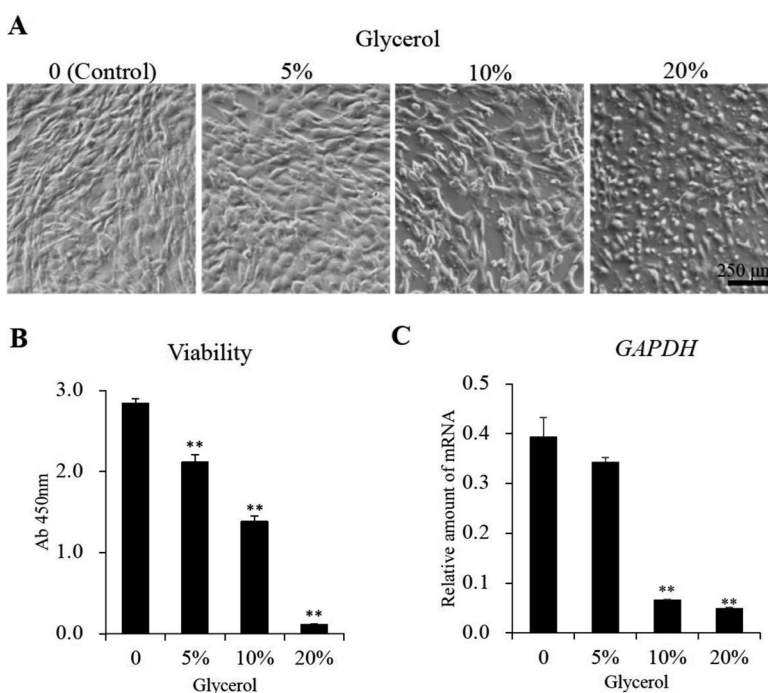 A
Glycerol
0 (Control) 5% 10% 20%
250 μm
B
Viability
3.0
2.0
1.0
0.0
Ab 450nm
**
**
**
0 5% 10% 20%
Glycerol
C
GAPDH
0.5
0.4
0.3
0.2
0.1
0.0
Relative amount of mRNA
**
**
0 5% 10% 20%
Glycerol